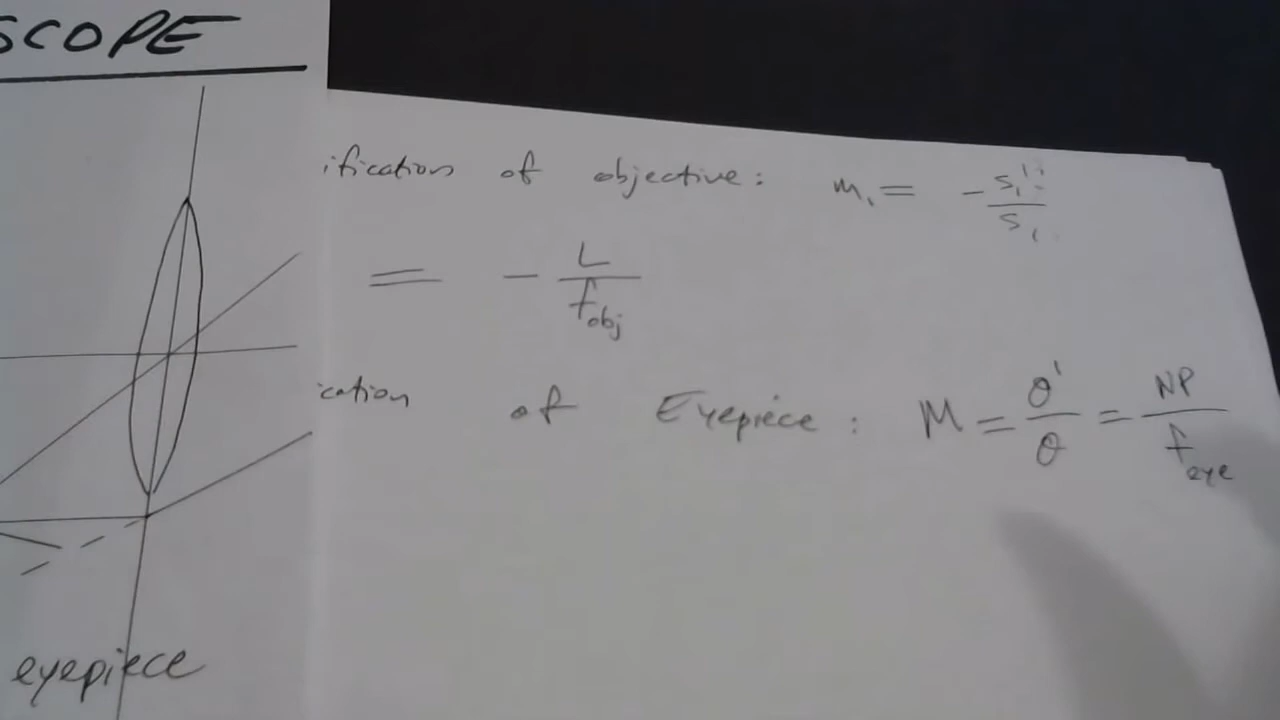 SCOPE
ification of objective: m₁ = -s₁'/s₁
= -L/f_obj
ication of Eyepiece: M = θ'/θ = NP/f_eye
eyepiece